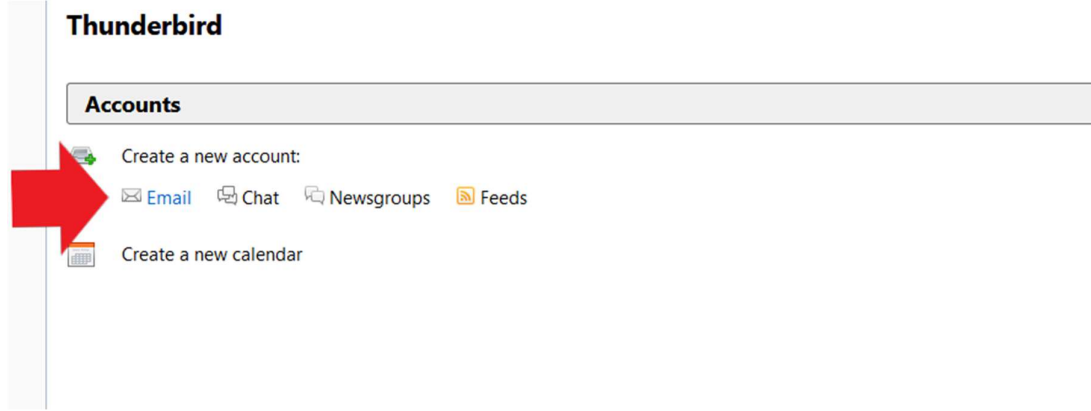 Thunderbird
Accounts
Create a new account:
Email Chat Newsgroups Feeds
Create a new calendar